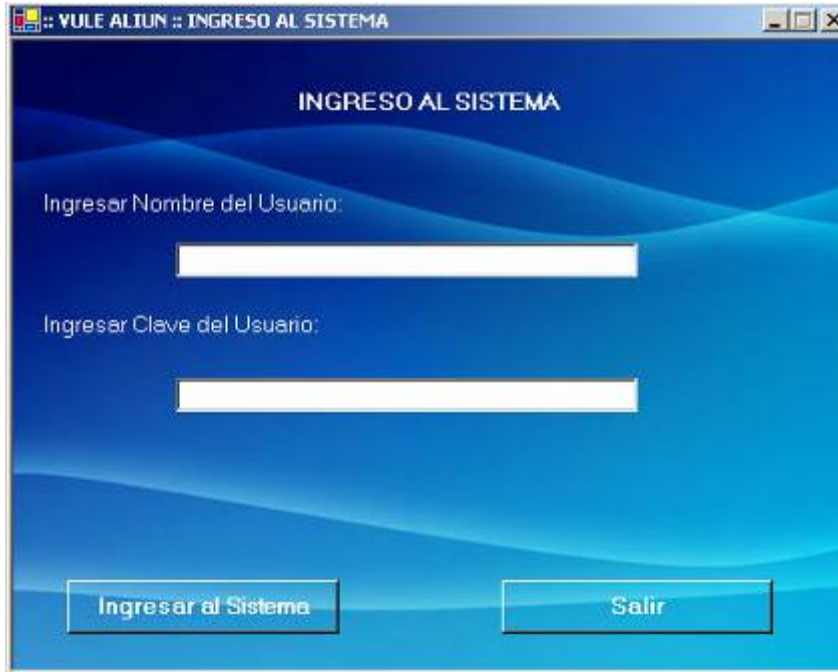 :: VULE ALIUN :: INGRESO AL SISTEMA
INGRESO AL SISTEMA
Ingresar Nombre del Usuario:
Ingresar Clave del Usuario:
Ingresar al Sistema
Salir